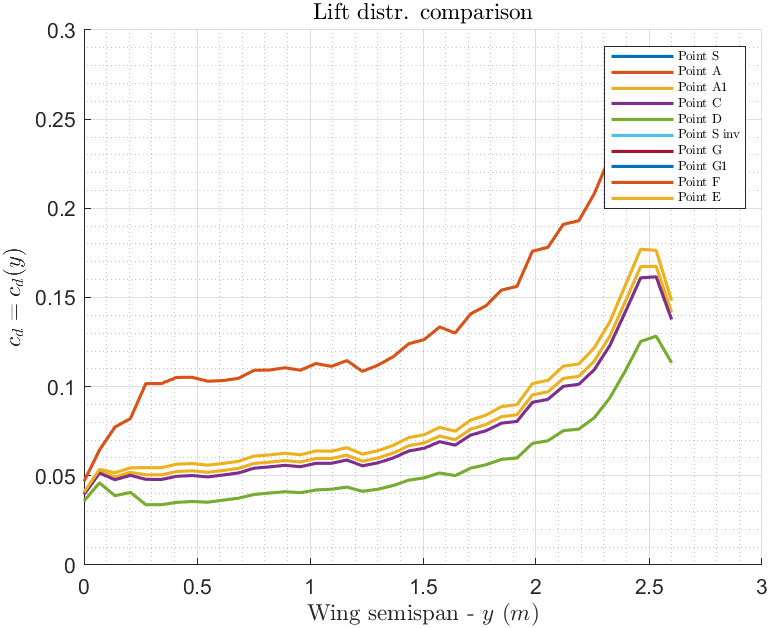 Lift distr. comparison
0.3
0.25
0.2
0.15
0.1
0.05
0
c_d = c_d(y)
Point S
Point A
Point A1
Point C
Point D
Point S inv
Point G
Point G1
Point F
Point E
0 0.5 1 1.5 2 2.5 3
Wing semispan - y (m)